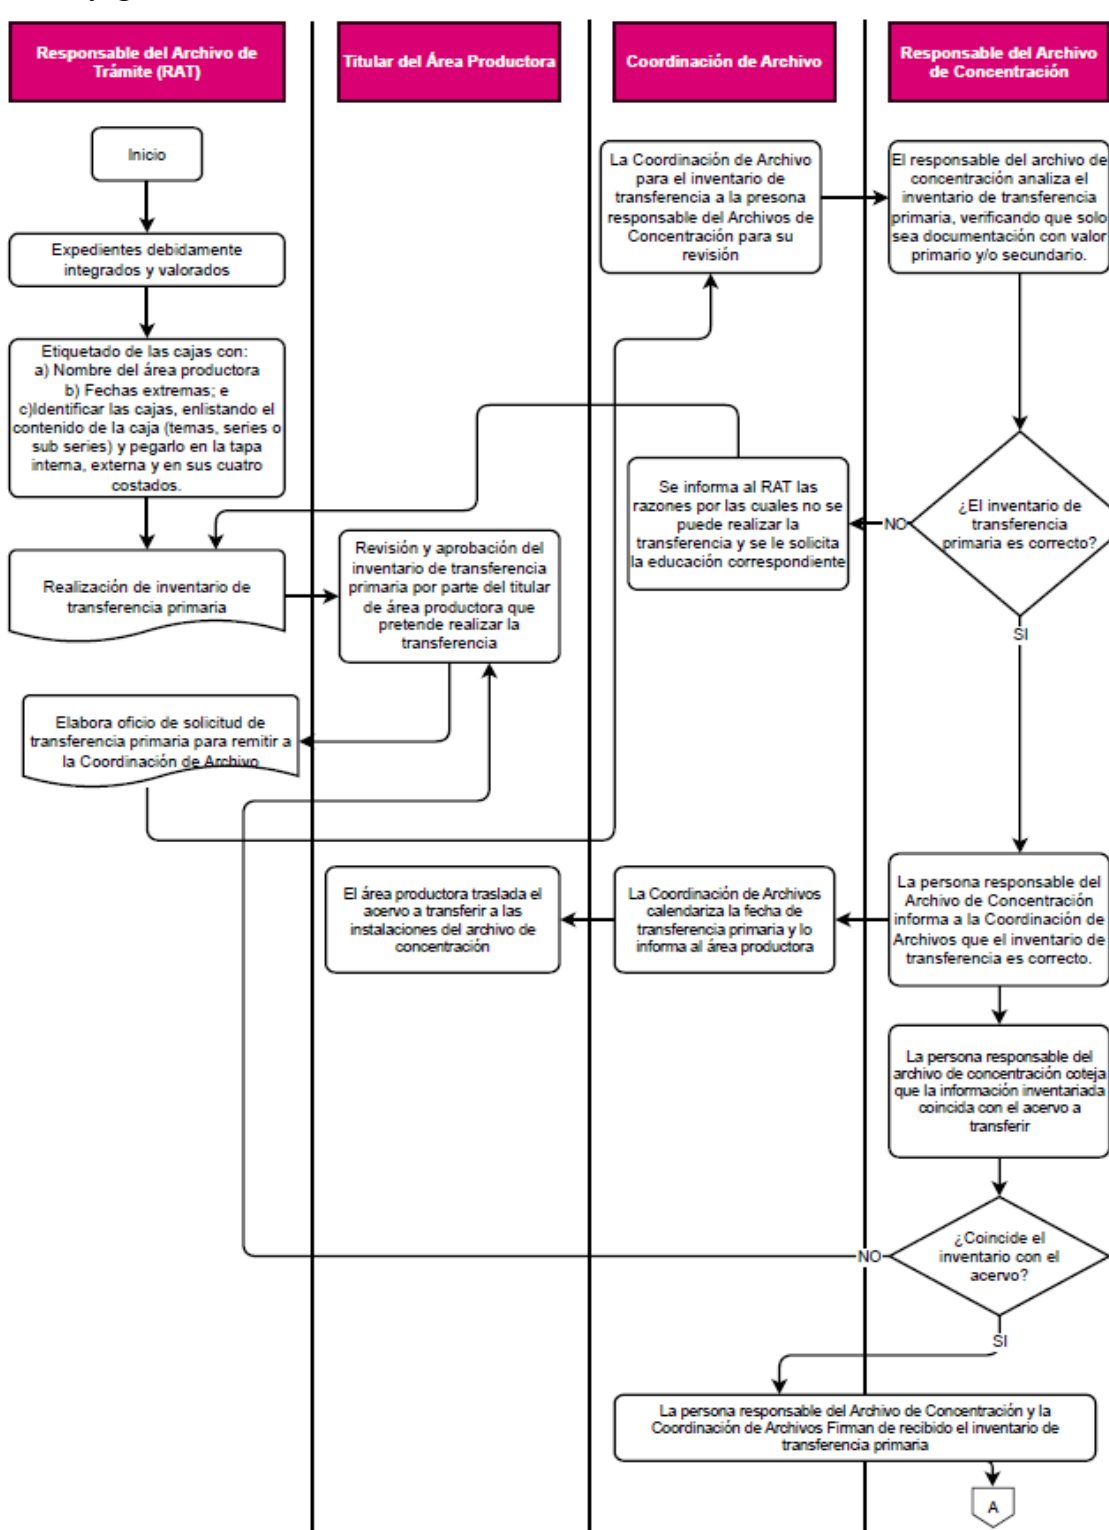 Responsable del Archivo de
Trámite (RAT)
Titular del Área Productora
Coordinación de Archivo
Responsable del Archivo
de Concentración
Inicio
Expedientes debidamente
integrados y valorados
Etiquetado de las cajas con:
a) Nombre del área productora
b) Fechas extremas; e
c)Identificar las cajas, enlistando el
contenido de la caja (temas, series o
sub series) y pegarlo en la tapa
interna, externa y en sus cuatro
costados.
Realización de inventario de
transferencia primaria
Revisión y aprobación del
inventario de transferencia
primaria por parte del titular
de área productora que
pretende realizar la
transferencia
Elabora oficio de solicitud de
transferencia primaria para remitir a
la Coordinación de Archivo
La Coordinación de Archivo
para el inventario de
transferencia a la presona
responsable del Archivos de
Concentración para su
revisión
El responsable del archivo de
concentración analiza el
inventario de transferencia
primaria, verificando que solo
sea documentación con valor
primario y/o secundario.
¿El inventario de
transferencia
primaria es correcto?
NO
Se informa al RAT las
razones por las cuales no se
puede realizar la
transferencia y se le solicita
la educación correspondiente
SI
La persona responsable del
Archivo de Concentración
informa a la Coordinación de
Archivos que el inventario de
transferencia es correcto.
La Coordinación de Archivos
calendariza la fecha de
transferencia primaria y lo
informa al área productora
El área productora traslada el
acervo a transferir a las
instalaciones del archivo de
concentración
La persona responsable del
archivo de concentración coteja
que la información inventariada
coincida con el acervo a
transferir
¿Coincide el
inventario con el
acervo?
NO
SI
La persona responsable del Archivo de Concentración y la
Coordinación de Archivos Firman de recibido el inventario de
transferencia primaria
A